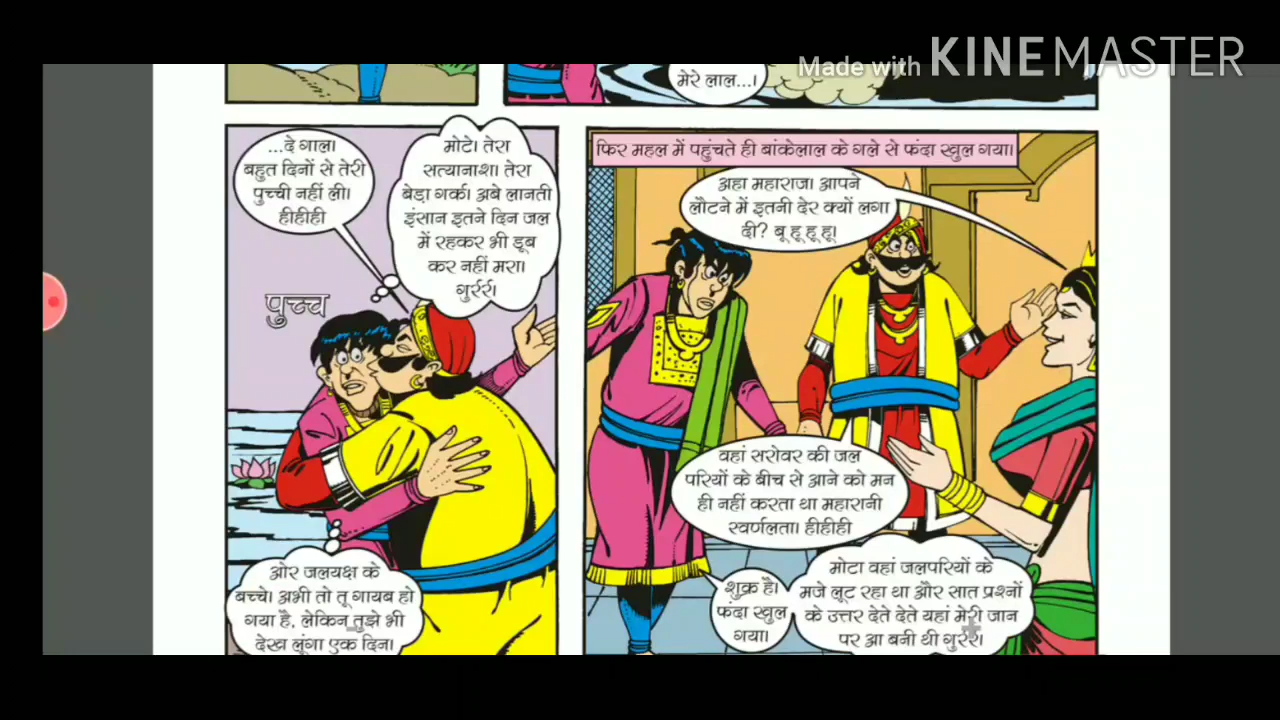 Made with KINEMASTER
मेरे लाल...।
...दे गाल।
बहुत दिनों से तेरी
पुच्ची नहीं ली।
हीहीही
मोटे। तेरा
सत्यानाश। तेरा
बेड़ा गर्क। अबे लानती
इंसान इतने दिन जल
में रहकर भी डूब
कर नहीं मरा।
गुर्रर्र।
पुच्च
ओर जलयक्ष के
बच्चे। अभी तो तू गायब हो
गया है, लेकिन तुझे भी
देख लूंगा एक दिन।
फिर महल में पहुंचते ही बांकेलाल के गले से फंदा खुल गया।
अहा महाराज। आपने
लौटने में इतनी देर क्यों लगा
दी? बू हू हू हू।
वहां सरोवर की जल
परियों के बीच से आने को मन
ही नहीं करता था महारानी
स्वर्णलता। हीहीही
शुक्र है।
फंदा खुल
गया।
मोटा वहां जलपरियों के
मजे लूट रहा था और सात प्रश्नों
के उत्तर देते देते यहां मेरी जान
पर आ बनी थी गुर्रर्र।